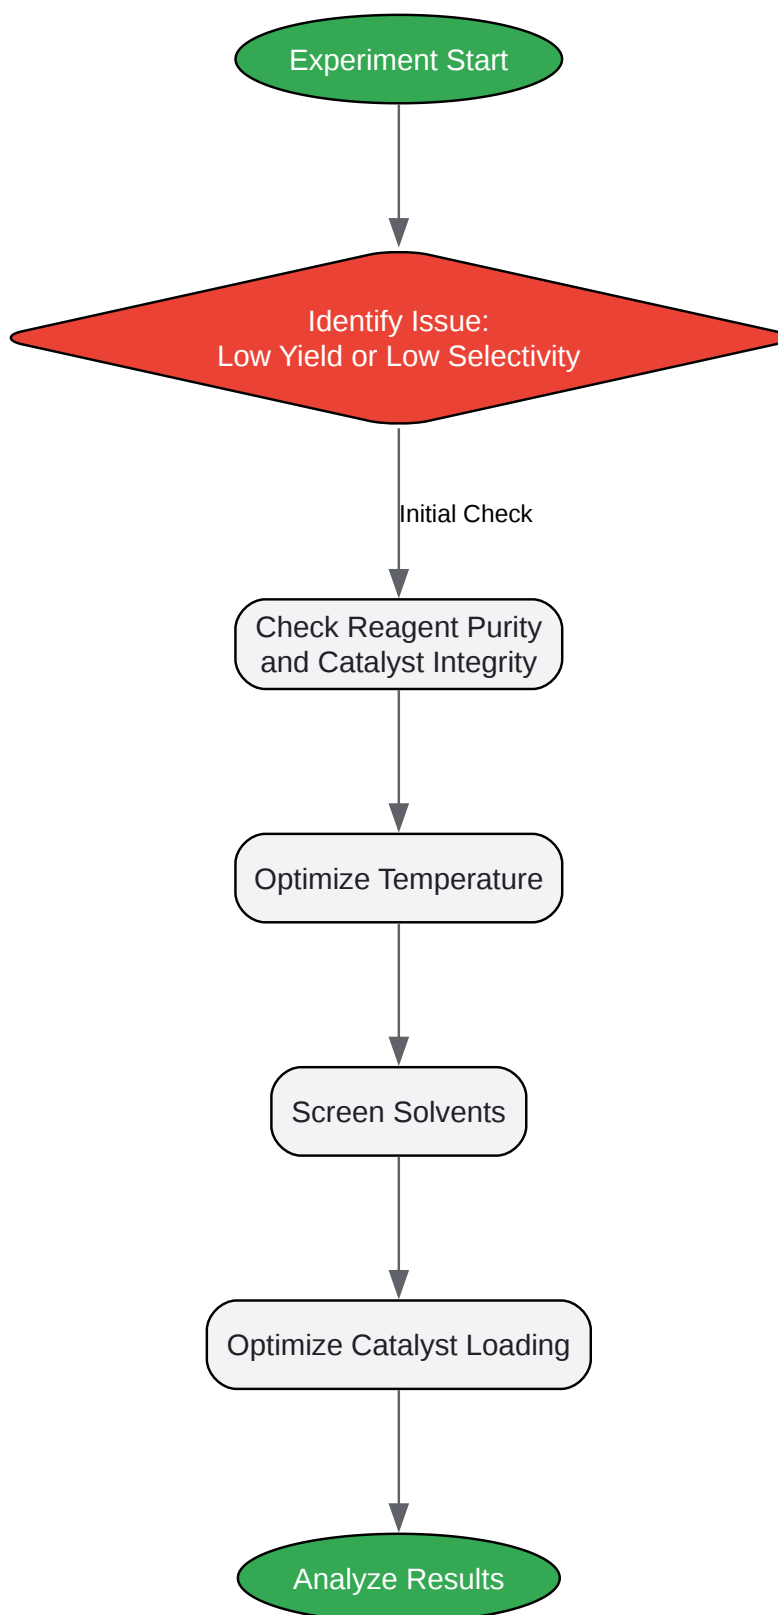 Experiment Start
Identify Issue:
Low Yield or Low Selectivity
Initial Check
Check Reagent Purity
and Catalyst Integrity
Optimize Temperature
Screen Solvents
Optimize Catalyst Loading
Analyze Results